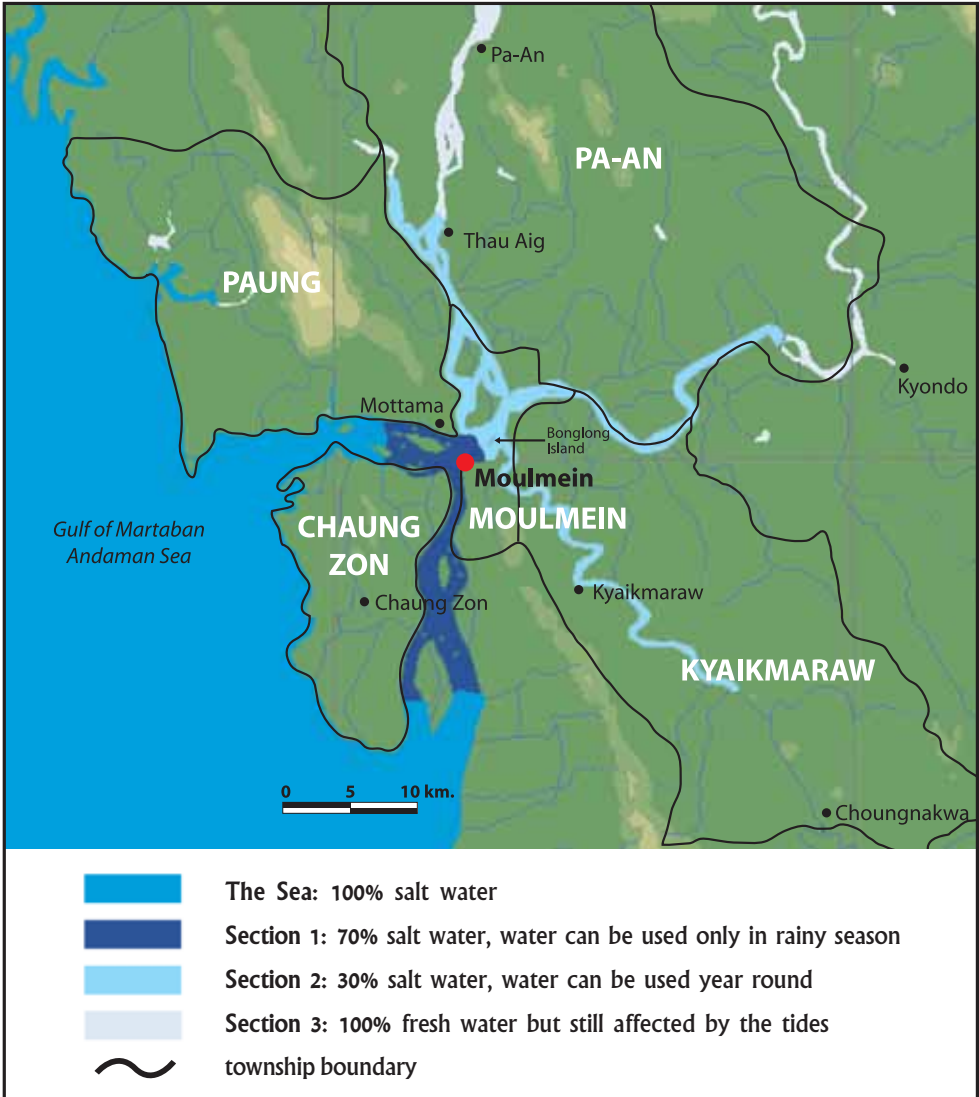 Pa-An
PA-AN
Thau Aig
PAUNG
Kyondo
Mottama
Bonglong
Island
Moulmein
MOULMEIN
CHAUNG
ZON
Gulf of Martaban
Andaman Sea
Chaung Zon
Kyaikmaraw
KYAIKMARAW
0 5 10 km.
Choungnakwa
The Sea: 100% salt water
Section 1: 70% salt water, water can be used only in rainy season
Section 2: 30% salt water, water can be used year round
Section 3: 100% fresh water but still affected by the tides
township boundary